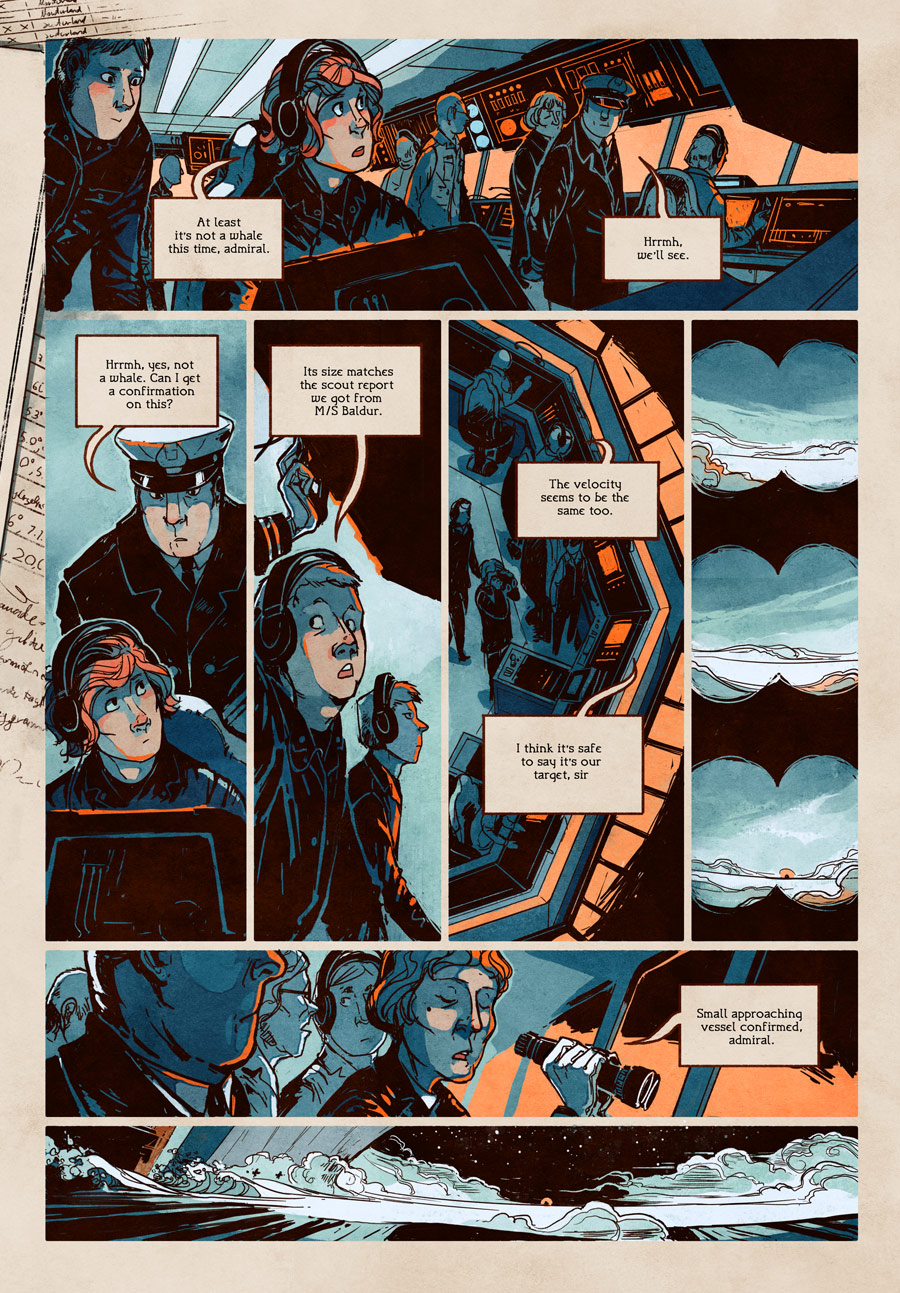 At least
it's not a whale
this time, admiral.
Hrrmh,
we'll see.
Hrrmh, yes, not
a whale. Can I get
a confirmation
on this?
Its size matches
the scout report
we got from
M/S Baldur.
The velocity
seems to be the
same too.
I think it's safe
to say it's our
target, sir
Small approaching
vessel confirmed,
admiral.